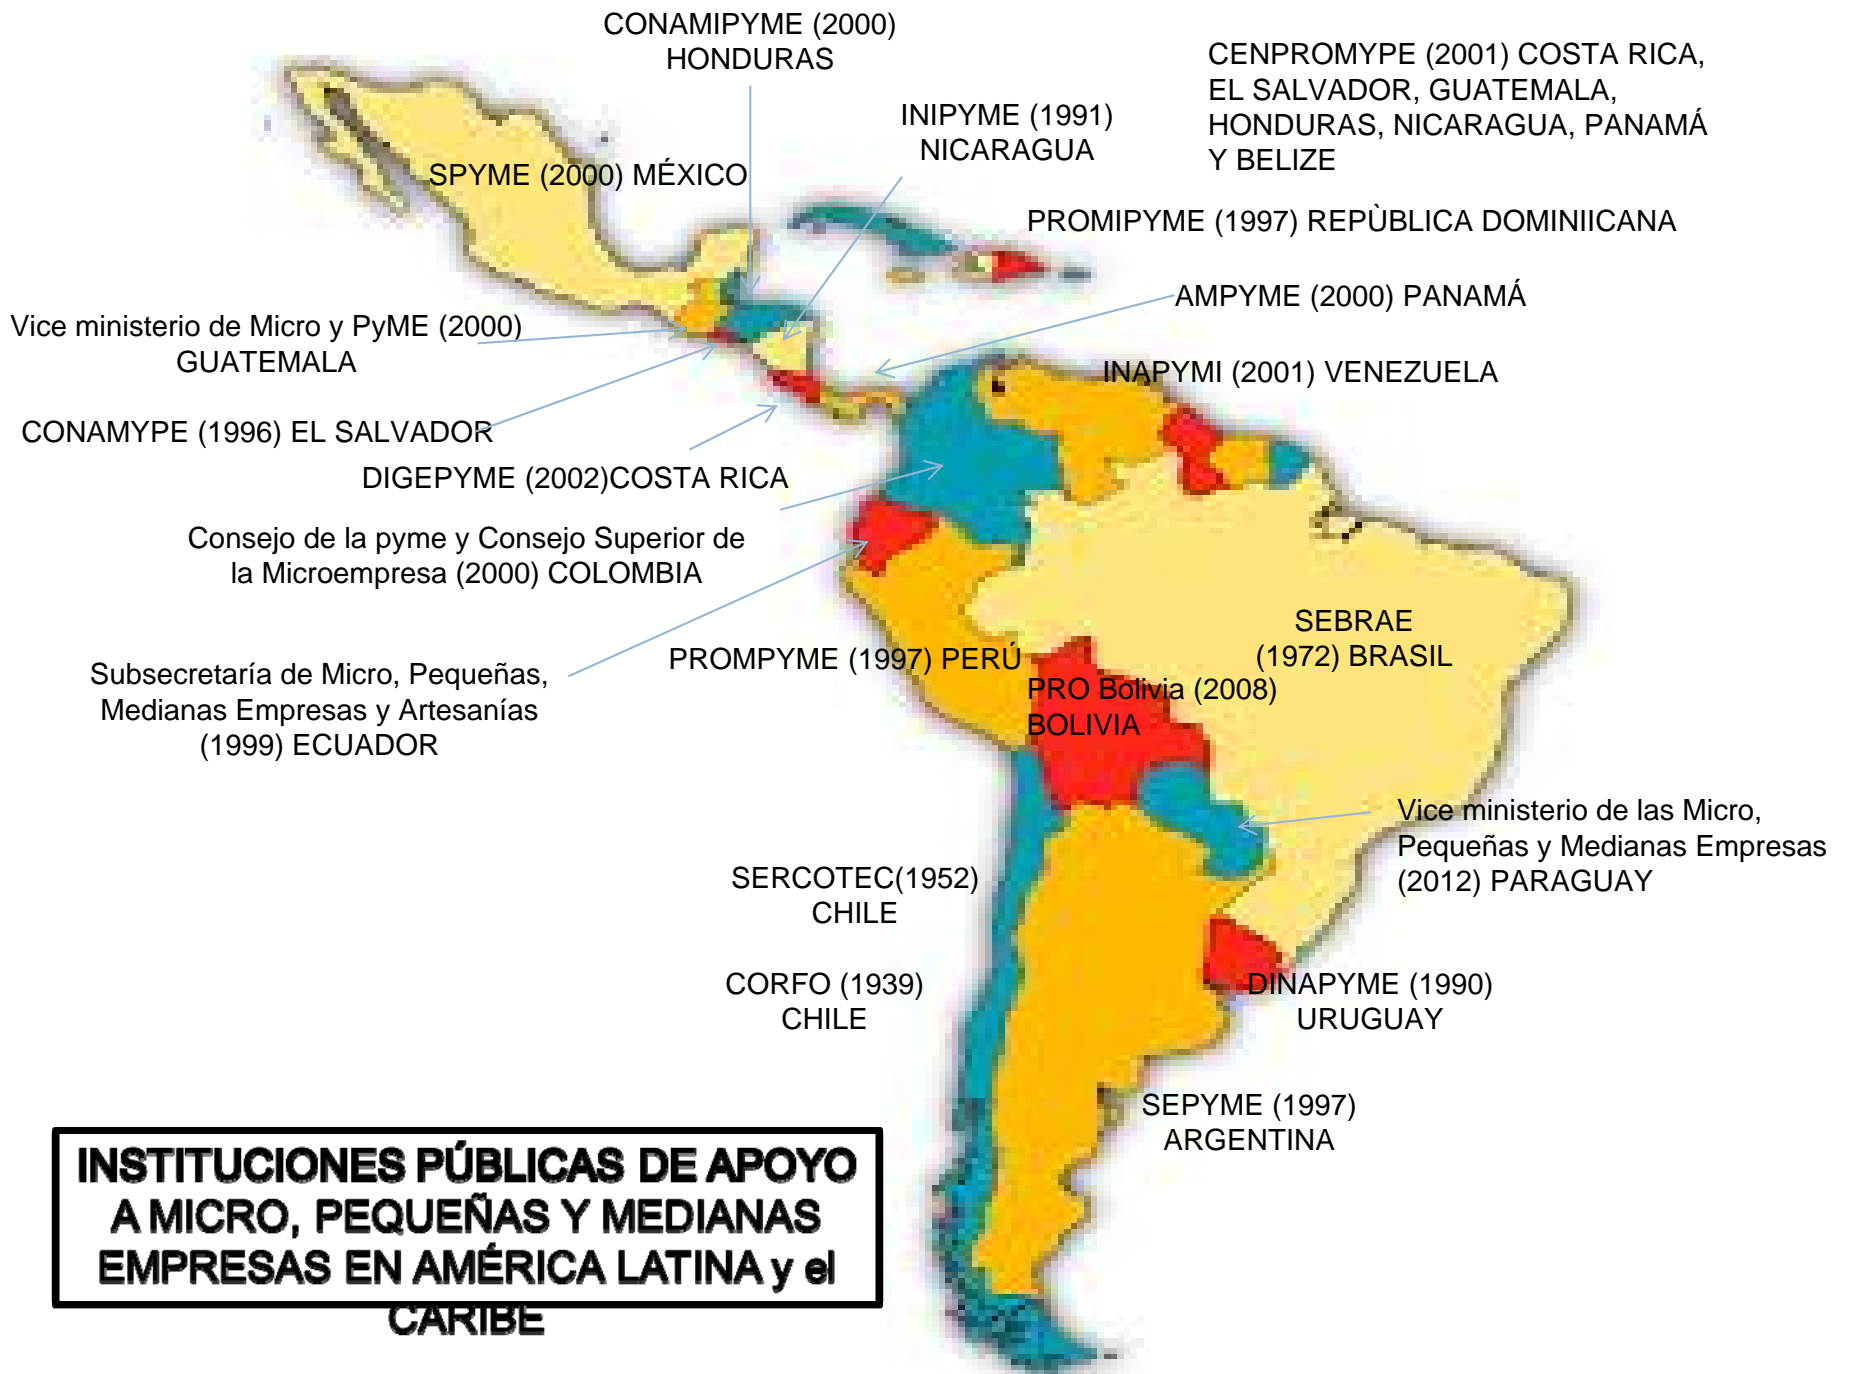 CONAMIPYME (2000)
HONDURAS
CENPROMYPE (2001) COSTA RICA,
EL SALVADOR, GUATEMALA,
HONDURAS, NICARAGUA, PANAMÁ
Y BELIZE
INIPYME (1991)
NICARAGUA
SPYME (2000) MÉXICO
PROMIPYME (1997) REPÙBLICA DOMINIICANA
AMPYME (2000) PANAMÁ
Vice ministerio de Micro y PyME (2000)
GUATEMALA
INAPYMI (2001) VENEZUELA
CONAMYPE (1996) EL SALVADOR
DIGEPYME (2002)COSTA RICA
Consejo de la pyme y Consejo Superior de
la Microempresa (2000) COLOMBIA
SEBRAE
(1972) BRASIL
PROMPYME (1997) PERÚ
Subsecretaría de Micro, Pequeñas,
Medianas Empresas y Artesanías
(1999) ECUADOR
PRO Bolivia (2008)
BOLIVIA
Vice ministerio de las Micro,
Pequeñas y Medianas Empresas
(2012) PARAGUAY
SERCOTEC(1952)
CHILE
CORFO (1939)
CHILE
DINAPYME (1990)
URUGUAY
SEPYME (1997)
ARGENTINA
INSTITUCIONES PÚBLICAS DE APOYO
A MICRO, PEQUEÑAS Y MEDIANAS
EMPRESAS EN AMÉRICA LATINA y el
CARIBE